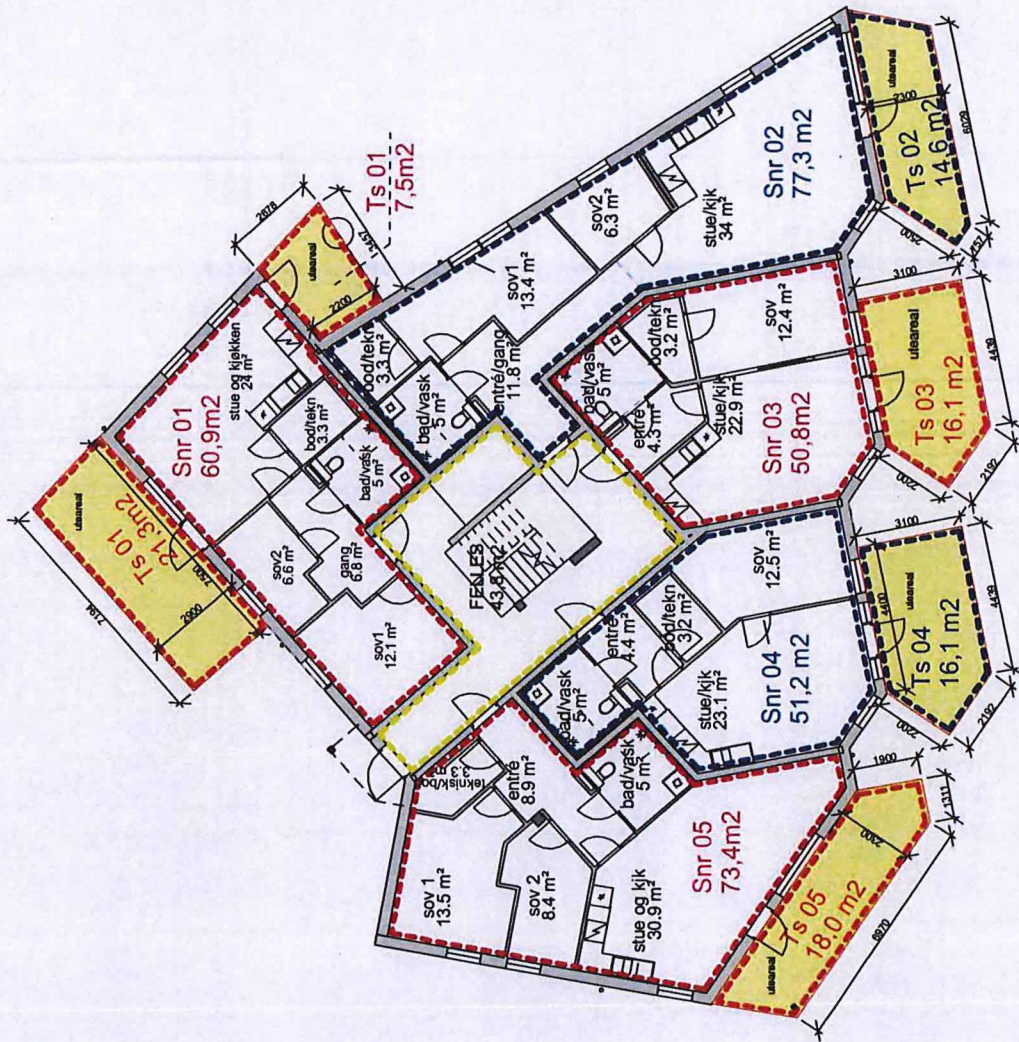 Ts 01
21,3m2
uteareal
7194
7500
2900
Snr 01
60,9m2
stue og kjøkken
24 m²
bod/tekn
3.3 m²
bad/vask
5 m²
sov2
6.6 m²
gang
6.8 m²
sov1
12.1 m²
Ts 01
7,5m2
uteareal
2678
2200
FELLES
Snr 02
77,3 m2
stue/kjk
34 m²
sov2
6.3 m²
sov1
13.4 m²
entré/gang
11.8 m²
bod/tekn
3.3 m²
bad/vask
5 m²
Ts 02
14,6 m2
uteareal
2300
6029
2500
Snr 03
50,8m2
stue/kjk
22.9 m²
sov
12.4 m²
bod/tekn
3.2 m²
bad/vask
5 m²
entre
4.3 m²
Ts 03
16,1 m2
uteareal
3100
4439
2192
2000
Snr 04
51,2 m2
stue/kjk
23.1 m²
sov
12.5 m²
bod/tekn
3.2 m²
entré
4.4 m²
bad/vask
5 m²
Ts 04
16,1 m2
uteareal
3100
4400
4439
2192
2000
Snr 05
73,4m2
stue og kjk
30.9 m²
sov 1
13.5 m²
sov 2
8.4 m²
entré
8.9 m²
bad/vask
5 m²
Ts 05
18.0 m2
uteareal
1900
1311
2300
6970